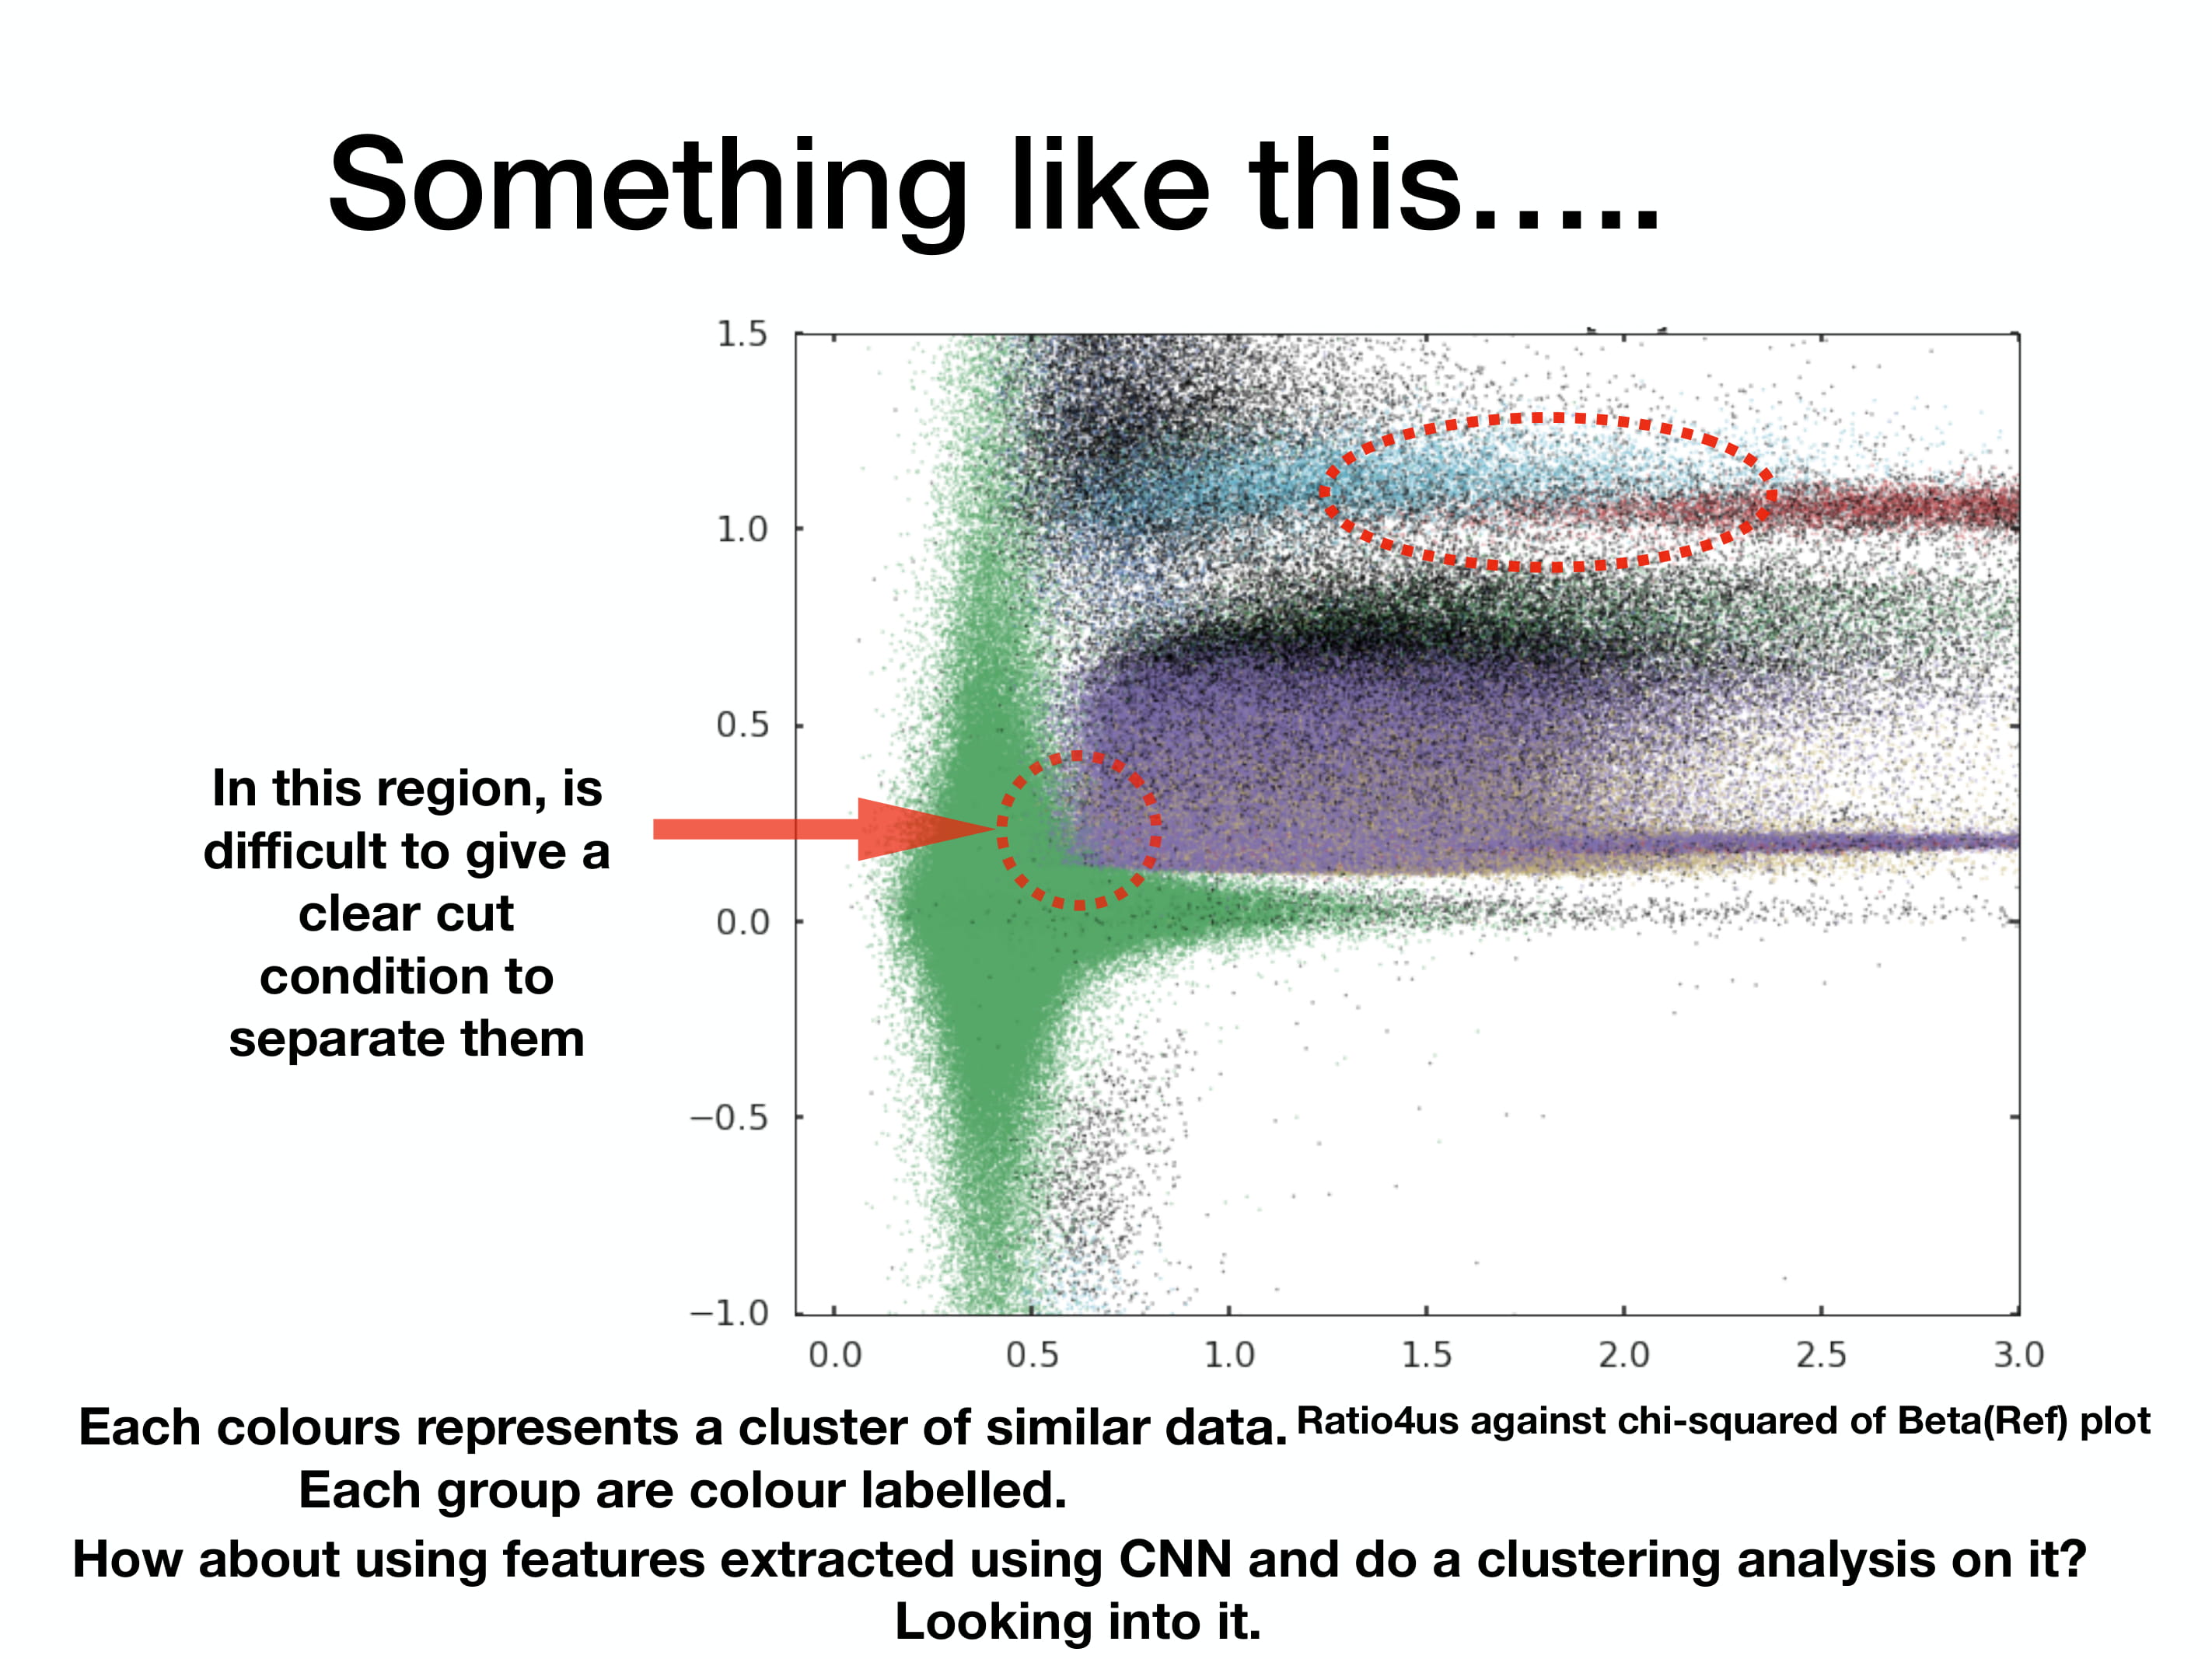 Something like this.....
1.5
1.0
0.5
0.0
−0.5
−1.0
0.0 0.5 1.0 1.5 2.0 2.5 3.0
In this region, is
difficult to give a
clear cut
condition to
separate them
Each colours represents a cluster of similar data.
Ratio4us against chi-squared of Beta(Ref) plot
Each group are colour labelled.
How about using features extracted using CNN and do a clustering analysis on it?
Looking into it.